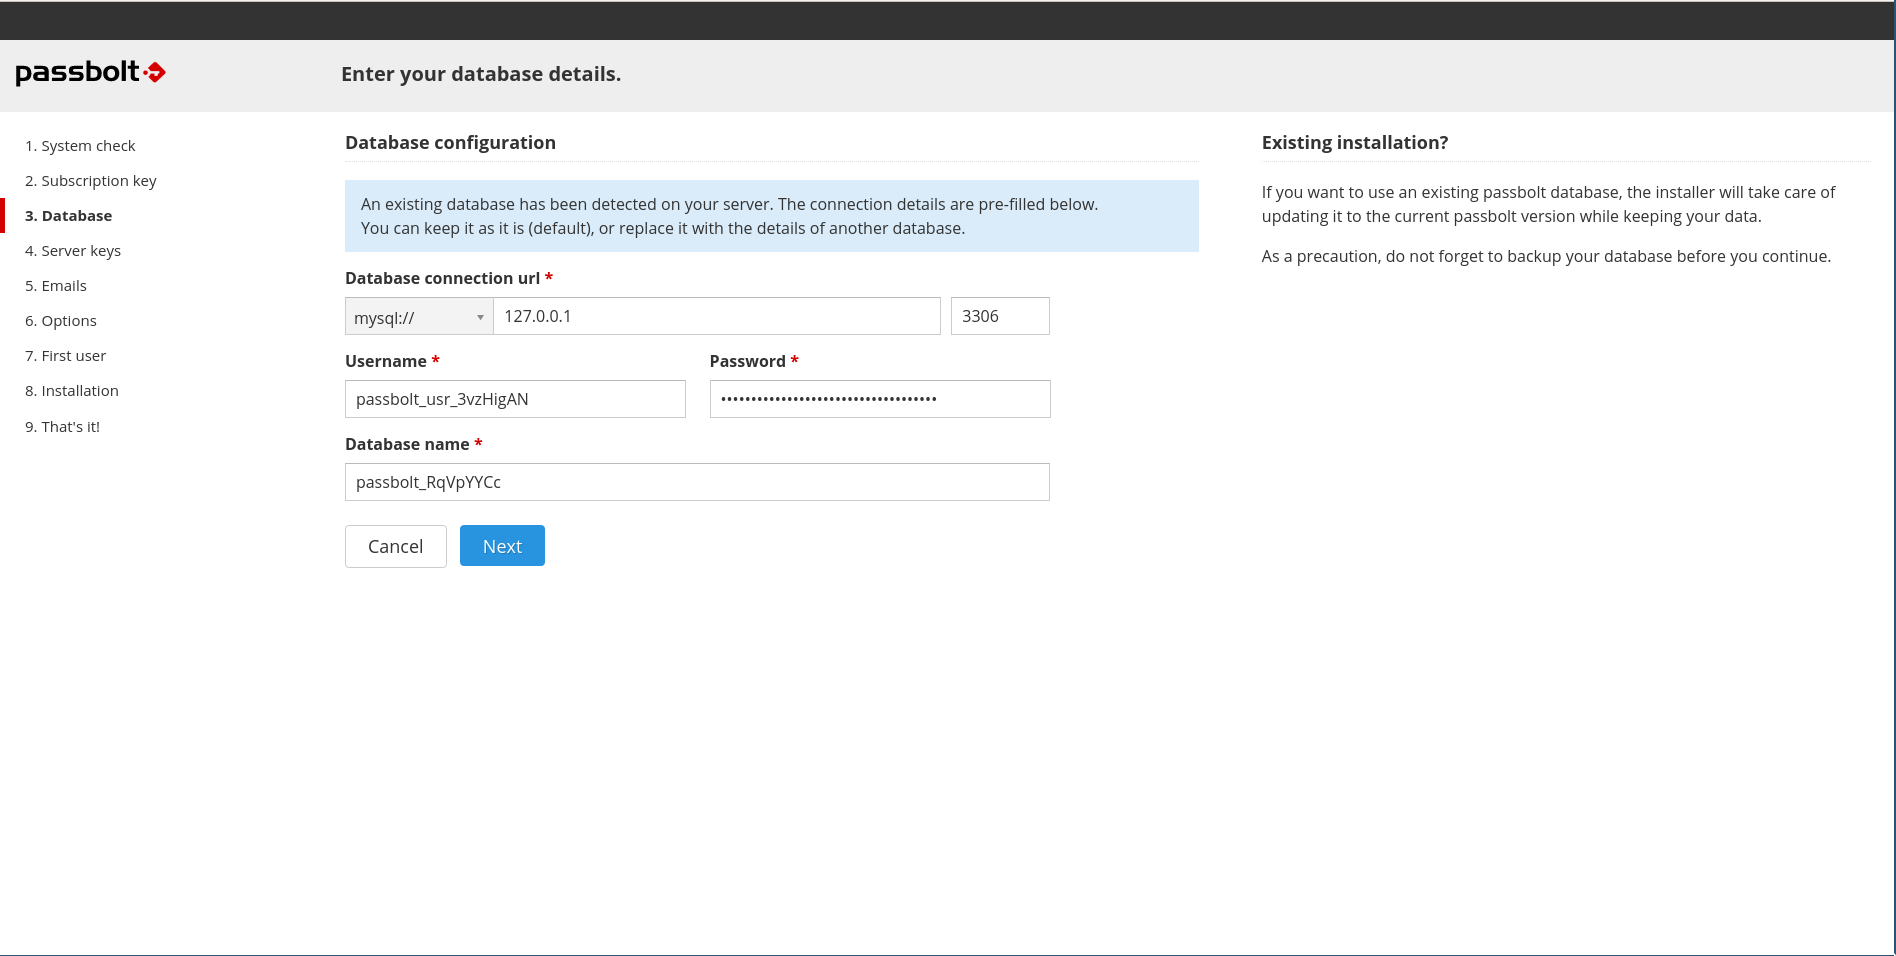 passbolt
Enter your database details.
1. System check
2. Subscription key
3. Database
4. Server keys
5. Emails
6. Options
7. First user
8. Installation
9. That's it!
Database configuration
An existing database has been detected on your server. The connection details are pre-filled below.
You can keep it as it is (default), or replace it with the details of another database.
Database connection url *
mysql:// 127.0.0.1 3306
Username * Password *
passbolt_usr_3vzHigAN ••••••••••••••••••••••••••••••••••••
Database name *
passbolt_RqVpYYCc
Cancel Next
Existing installation?
If you want to use an existing passbolt database, the installer will take care of
updating it to the current passbolt version while keeping your data.
As a precaution, do not forget to backup your database before you continue.